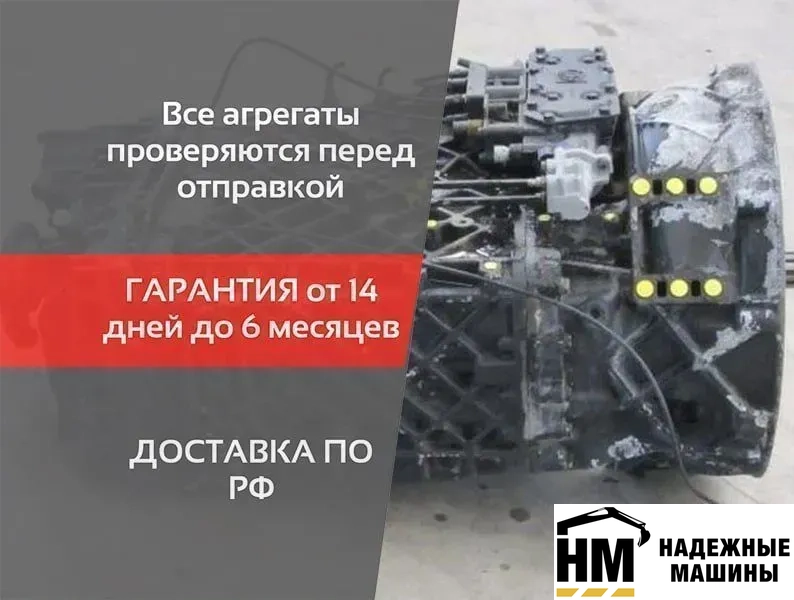 Все агрегаты
проверяются перед
отправкой
ГАРАНТИЯ от 14
дней до 6 месяцев
ДОСТАВКА ПО
РФ
НМ
НАДЕЖНЫЕ
МАШИНЫ